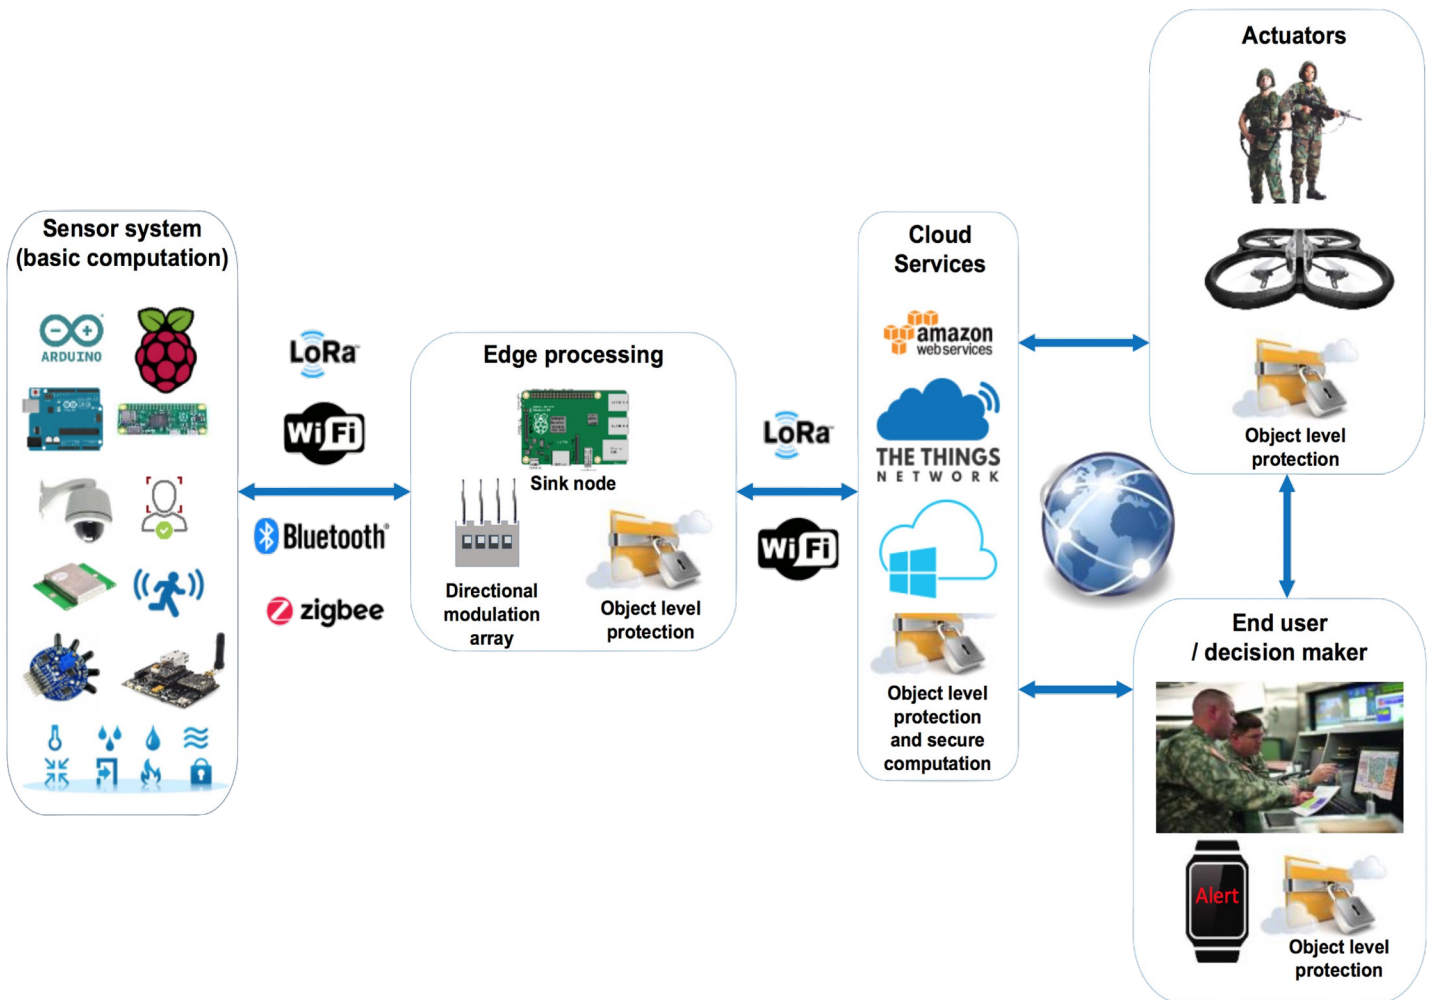 Sensor system
(basic computation)
ARDUINO
LoRa™
WiFi
Bluetooth®
zigbee
Edge processing
Sink node
Directional
modulation
array
Object level
protection
LoRa™
WiFi
Cloud
Services
amazon
webservices
THE THINGS
NETWORK
Object level
protection
and secure
computation
Actuators
Object level
protection
End user
/ decision maker
Alert
Object level
protection